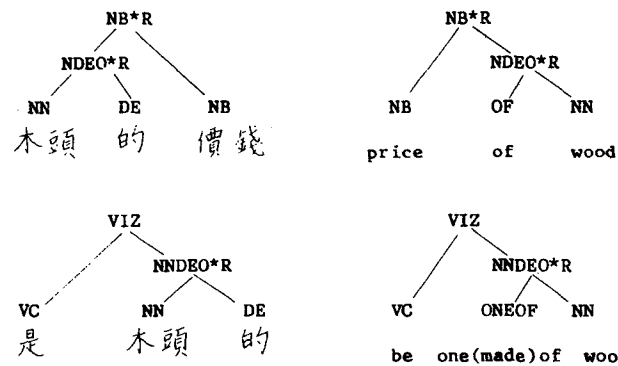 NB*R NB*R
NDEO*R NDEO*R
NN DE NB NB OF NN
木頭 的 價錢 price of wood
VIZ VIZ
NNDEO*R NNDEO*R
VC NN DE VC ONEOF NN
是 木頭 的 be one(made)of woo